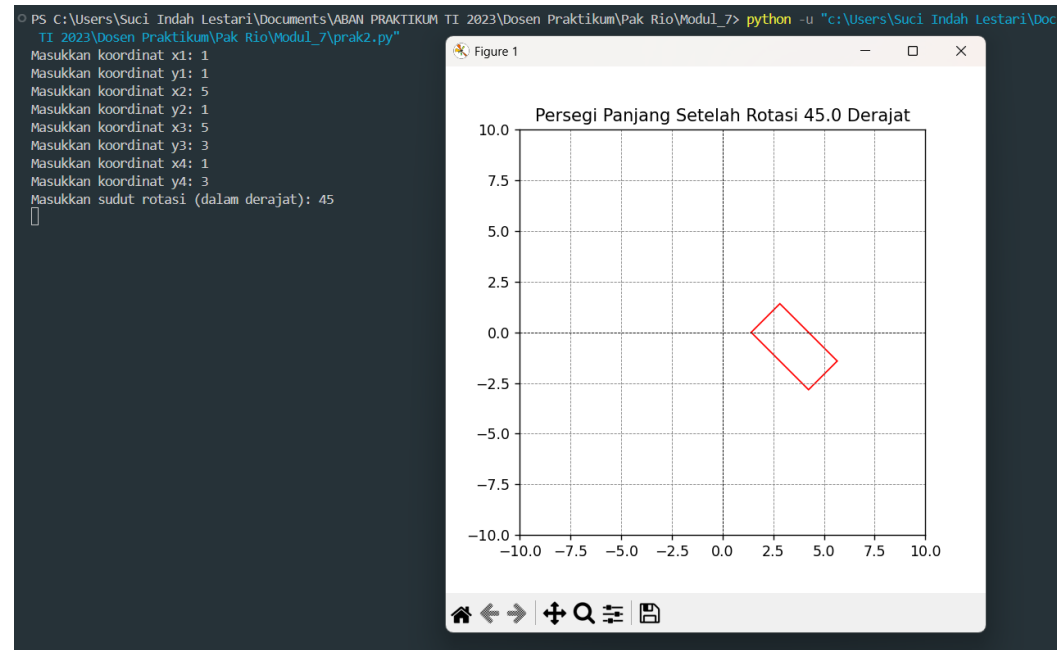 PS C:\Users\Suci Indah Lestari\Documents\ABAN PRAKTIKUM TI 2023\Dosen Praktikum\Pak Rio\Modul_7> python -u "c:\Users\Suci Indah Lestari\Doc
TI 2023\Dosen Praktikum\Pak Rio\Modul_7\prak2.py"
Masukkan koordinat x1: 1
Masukkan koordinat y1: 1
Masukkan koordinat x2: 5
Masukkan koordinat y2: 1
Masukkan koordinat x3: 5
Masukkan koordinat y3: 3
Masukkan koordinat x4: 1
Masukkan koordinat y4: 3
Masukkan sudut rotasi (dalam derajat): 45
Figure 1
Persegi Panjang Setelah Rotasi 45.0 Derajat
10.0
7.5
5.0
2.5
0.0
−2.5
−5.0
−7.5
−10.0
−10.0 −7.5 −5.0 −2.5 0.0 2.5 5.0 7.5 10.0